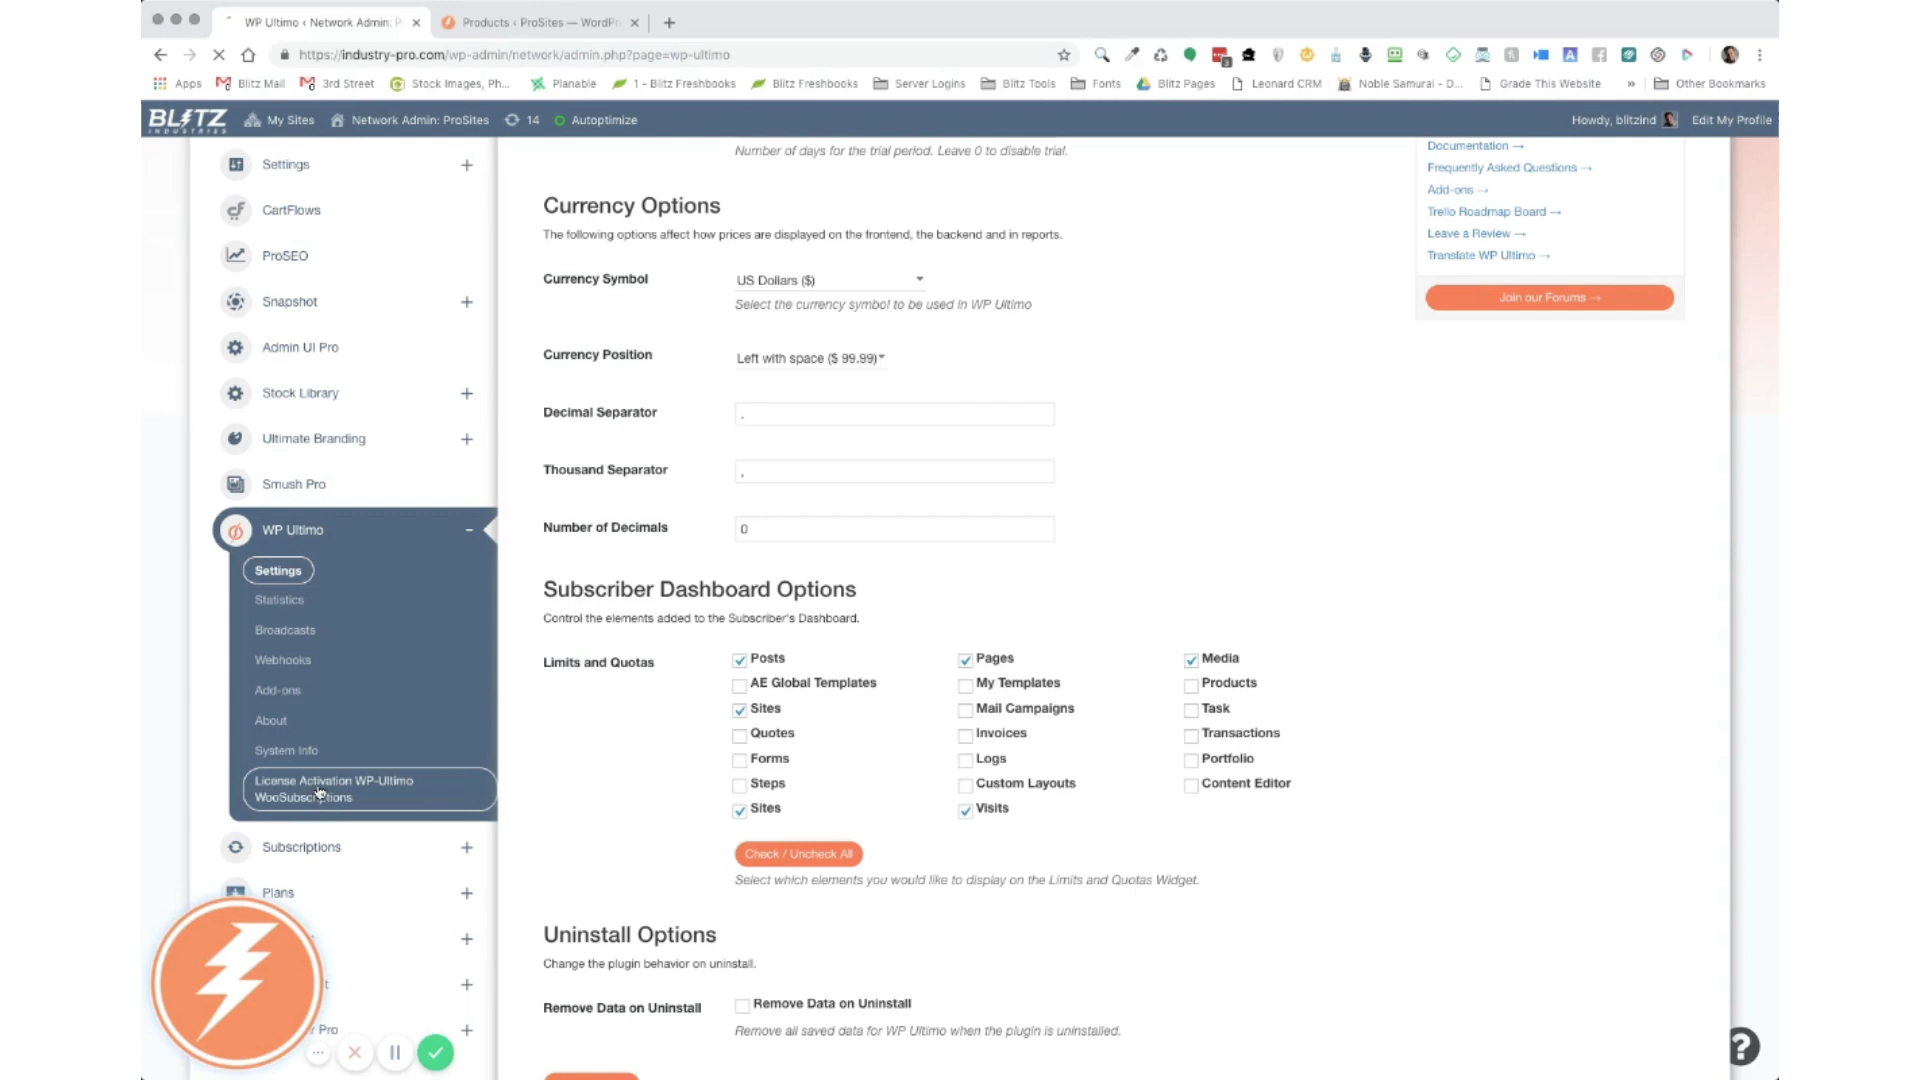 WP Ultimo ‹ Network Admin: P
Products ‹ ProSites — WordPr
https://industry-pro.com/wp-admin/network/admin.php?page=wp-ultimo
Apps
Blitz Mail
3rd Street
Stock Images, Ph...
Planable
1 - Blitz Freshbooks
Blitz Freshbooks
Server Logins
Blitz Tools
Fonts
Blitz Pages
Leonard CRM
Noble Samurai - D...
Grade This Website
»
Other Bookmarks
BLITZ
INDUSTRIES
My Sites
Network Admin: ProSites
14
Autoptimize
Howdy, blitzind
Edit My Profile
Settings
CartFlows
ProSEO
Snapshot
Admin UI Pro
Stock Library
Ultimate Branding
Smush Pro
WP Ultimo
Settings
Statistics
Broadcasts
Webhooks
Add-ons
About
System Info
License Activation WP-Ultimo
WooSubscriptions
Subscriptions
Plans
t
r Pro
Number of days for the trial period. Leave 0 to disable trial.
Currency Options
The following options affect how prices are displayed on the frontend, the backend and in reports.
Currency Symbol
US Dollars ($)
Select the currency symbol to be used in WP Ultimo
Currency Position
Left with space ($ 99.99)
Decimal Separator
.
Thousand Separator
,
Number of Decimals
0
Subscriber Dashboard Options
Control the elements added to the Subscriber's Dashboard.
Limits and Quotas
Posts
Pages
Media
AE Global Templates
My Templates
Products
Sites
Mail Campaigns
Task
Quotes
Invoices
Transactions
Forms
Logs
Portfolio
Steps
Custom Layouts
Content Editor
Sites
Visits
Check / Uncheck All
Select which elements you would like to display on the Limits and Quotas Widget.
Uninstall Options
Change the plugin behavior on uninstall.
Remove Data on Uninstall
Remove Data on Uninstall
Remove all saved data for WP Ultimo when the plugin is uninstalled.
Documentation →
Frequently Asked Questions →
Add-ons →
Trello Roadmap Board →
Leave a Review →
Translate WP Ultimo →
Join our Forums →
?